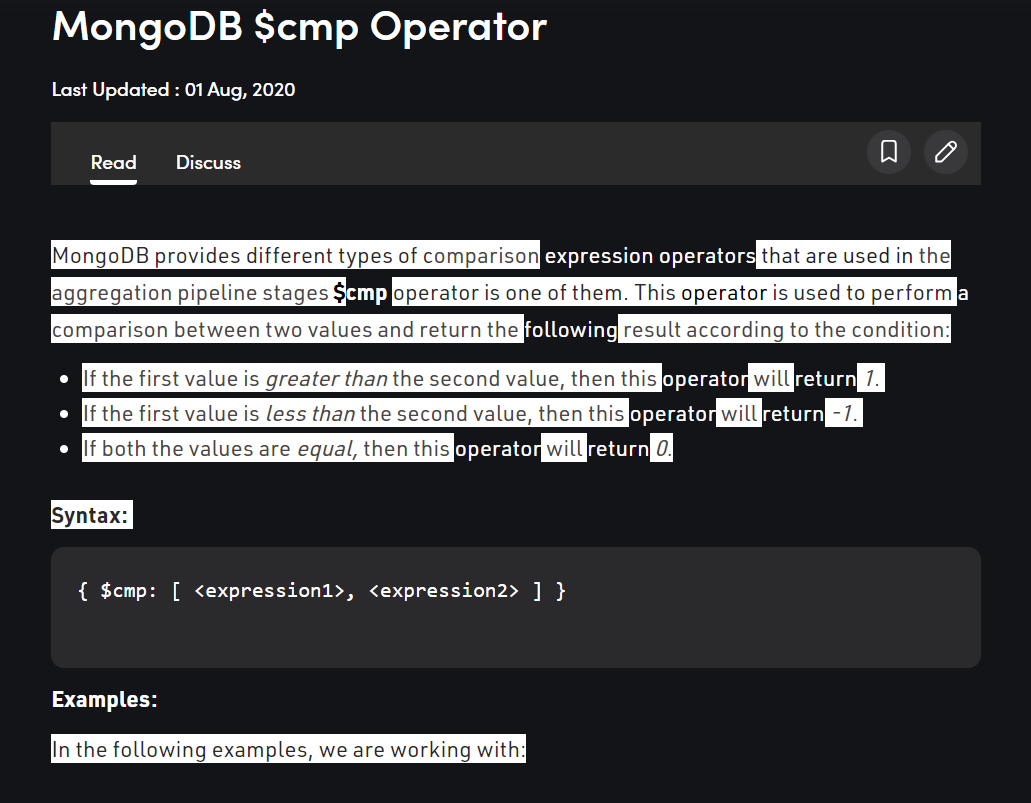 MongoDB $cmp Operator
Last Updated : 01 Aug, 2020
Read Discuss
MongoDB provides different types of comparison expression operators that are used in the
aggregation pipeline stages $cmp operator is one of them. This operator is used to perform a
comparison between two values and return the following result according to the condition:
• If the first value is greater than the second value, then this operator will return 1.
• If the first value is less than the second value, then this operator will return -1.
• If both the values are equal, then this operator will return 0.
Syntax:
{ $cmp: [ <expression1>, <expression2> ] }
Examples:
In the following examples, we are working with: